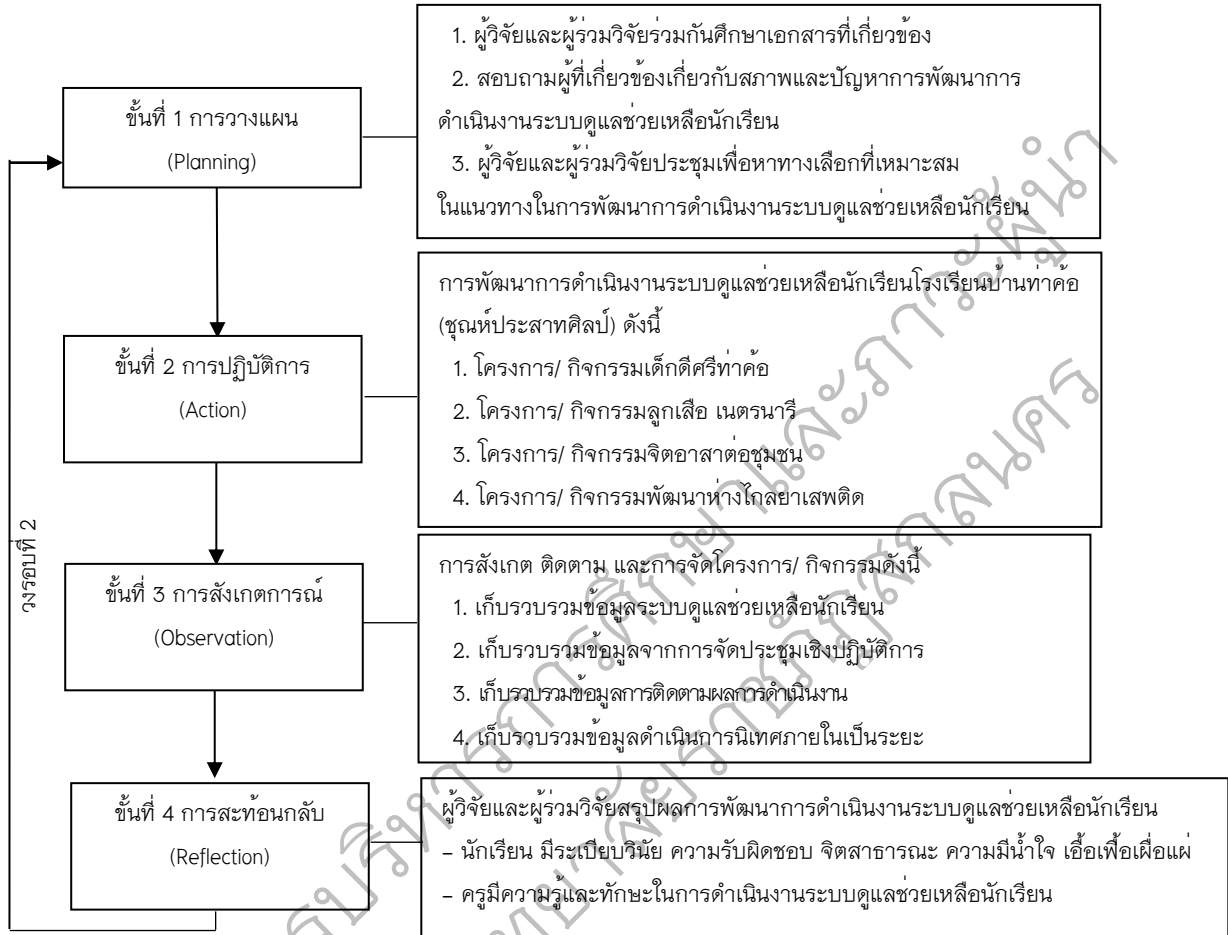 1. ผู้วิจัยและผู้ร่วมวิจัยร่วมกันศึกษาเอกสารที่เกี่ยวข้อง
2. สอบถามผู้ที่เกี่ยวข้องเกี่ยวกับสภาพและปัญหาการพัฒนาการ
ดำเนินงานระบบดูแลช่วยเหลือนักเรียน
3. ผู้วิจัยและผู้ร่วมวิจัยประชุมเพื่อหาทางเลือกที่เหมาะสม
ในแนวทางในการพัฒนาการดำเนินงานระบบดูแลช่วยเหลือนักเรียน
ขั้นที่ 1 การวางแผน
(Planning)
การพัฒนาการดำเนินงานระบบดูแลช่วยเหลือนักเรียนโรงเรียนบ้านท่าค้อ
(ชุณห์ประสาทศิลป์) ดังนี้
1. โครงการ/ กิจกรรมเด็กดีศรีท่าค้อ
2. โครงการ/ กิจกรรมลูกเสือ เนตรนารี
3. โครงการ/ กิจกรรมจิตอาสาต่อชุมชน
4. โครงการ/ กิจกรรมพัฒนาห่างไกลยาเสพติด
ขั้นที่ 2 การปฏิบัติการ
(Action)
การสังเกต ติดตาม และการจัดโครงการ/ กิจกรรมดังนี้
1. เก็บรวบรวมข้อมูลระบบดูแลช่วยเหลือนักเรียน
2. เก็บรวบรวมข้อมูลจากการจัดประชุมเชิงปฏิบัติการ
3. เก็บรวบรวมข้อมูลการติดตามผลการดำเนินงาน
4. เก็บรวบรวมข้อมูลดำเนินการนิเทศภายในเป็นระยะ
ขั้นที่ 3 การสังเกตการณ์
(Observation)
วงรอบที่ 2
ขั้นที่ 4 การสะท้อนกลับ
(Reflection)
ผู้วิจัยและผู้ร่วมวิจัยสรุปผลการพัฒนาการดำเนินงานระบบดูแลช่วยเหลือนักเรียน
– นักเรียน มีระเบียบวินัย ความรับผิดชอบ จิตสาธารณะ ความมีน้ำใจ เอื้อเฟื้อเผื่อแผ่
– ครูมีความรู้และทักษะในการดำเนินงานระบบดูแลช่วยเหลือนักเรียน
บริหารการศึกษาและภาวะผู้นำ
ราชภัฏสกลนคร